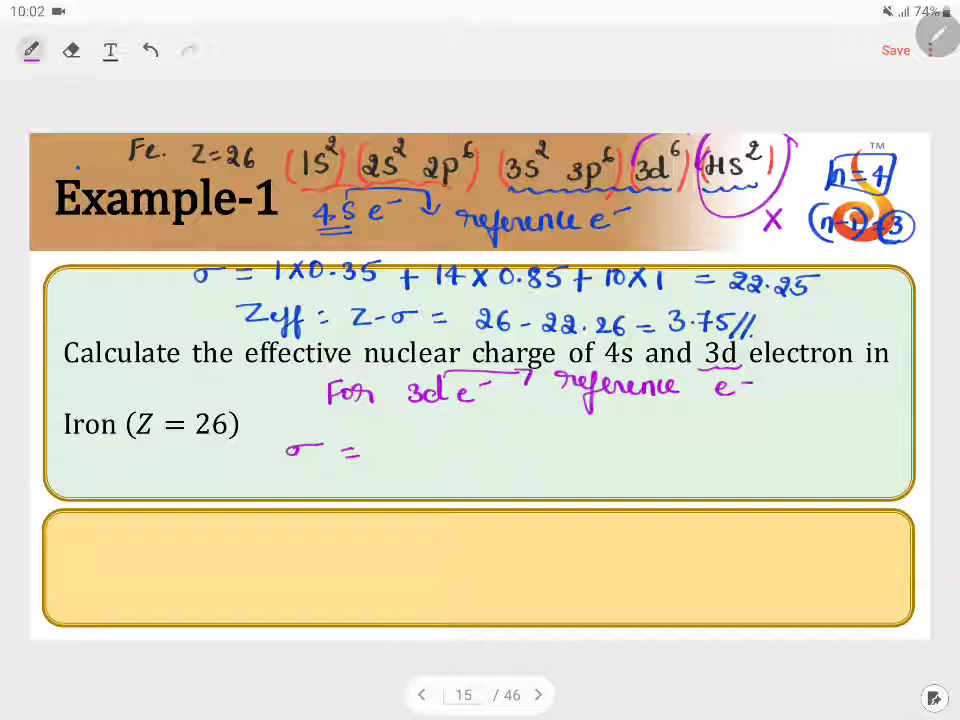 10:02 74%
T Save
Fe. Z=26 (1s² ) (2s² 2p⁶ ) (3s² 3p⁶ ) (3d⁶ ) (4s² ) TM n=4
Example-1 4s e⁻ reference e⁻ X (n-1)=3
σ = 1×0.35 + 14×0.85 + 10×1 = 22.25
Zeff = Z-σ = 26 - 22.26 = 3.75//
Calculate the effective nuclear charge of 4s and 3d electron in
For 3d e⁻ reference e⁻
Iron (Z = 26)
σ =
< 15 / 46 >